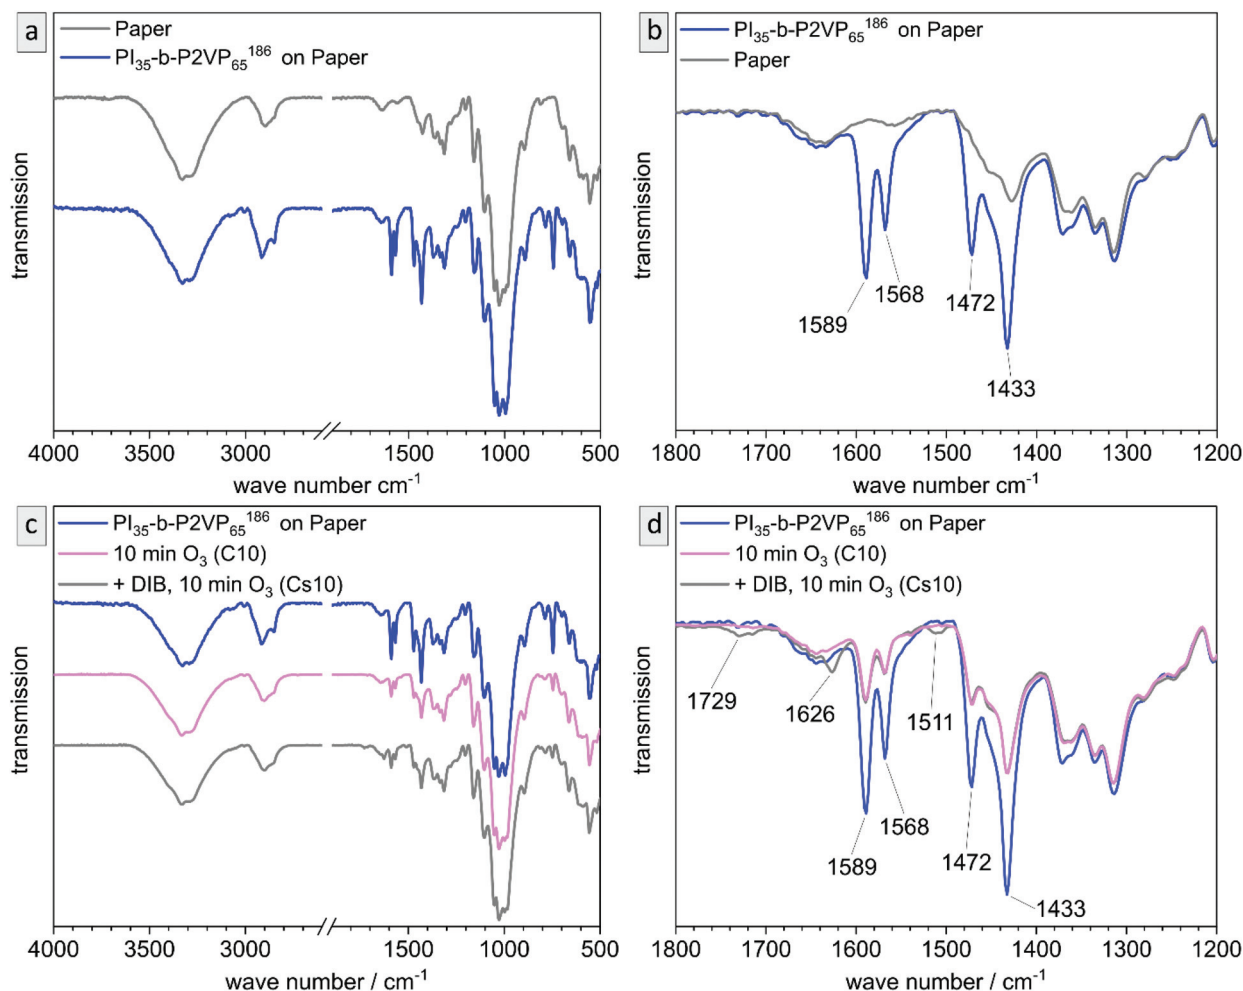 a
Paper
PI₃₅-b-P2VP₆₅¹⁸⁶ on Paper
transmission
4000 3500 3000 1500 1000 500
wave number cm⁻¹
b
PI₃₅-b-P2VP₆₅¹⁸⁶ on Paper
Paper
transmission
1589
1568
1472
1433
1800 1700 1600 1500 1400 1300 1200
wave number cm⁻¹
c
PI₃₅-b-P2VP₆₅¹⁸⁶ on Paper
10 min O₃ (C10)
+ DIB, 10 min O₃ (Cs10)
transmission
4000 3500 3000 1500 1000 500
wave number / cm⁻¹
d
PI₃₅-b-P2VP₆₅¹⁸⁶ on Paper
10 min O₃ (C10)
+ DIB, 10 min O₃ (Cs10)
transmission
1729
1626
1511
1589
1568
1472
1433
1800 1700 1600 1500 1400 1300 1200
wave number / cm⁻¹